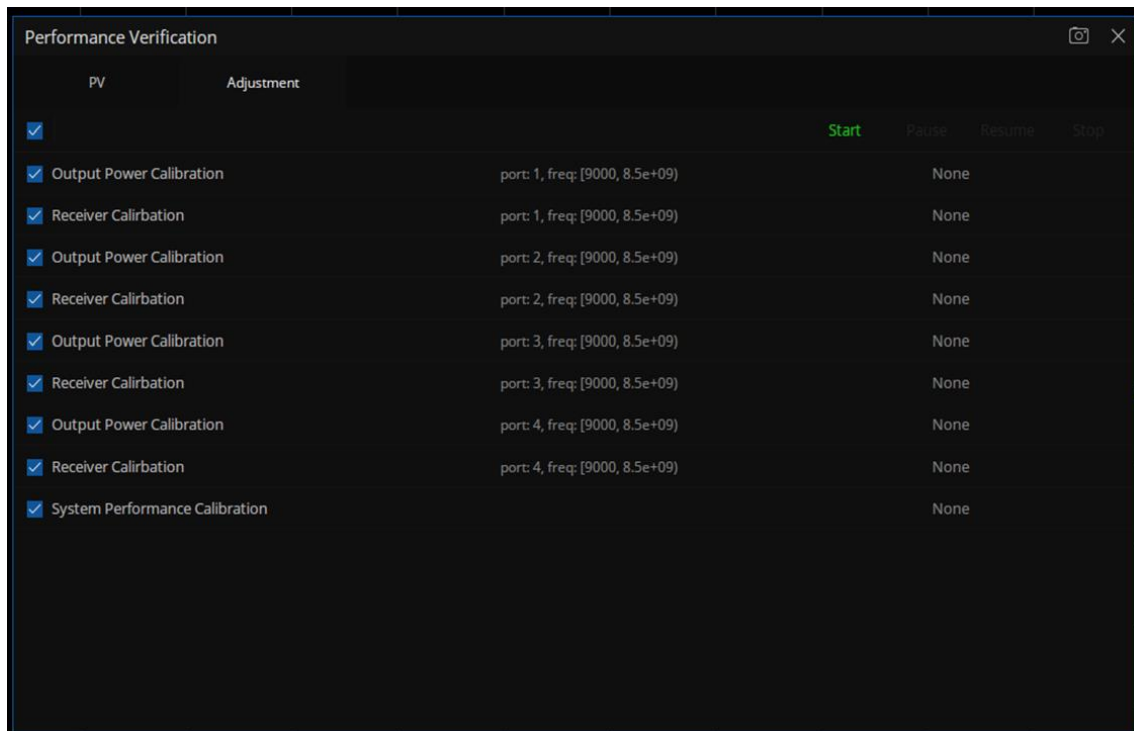 Performance Verification
PV Adjustment
Start Pause Resume Stop
Output Power Calibration port: 1, freq: [9000, 8.5e+09) None
Receiver Calirbation port: 1, freq: [9000, 8.5e+09) None
Output Power Calibration port: 2, freq: [9000, 8.5e+09) None
Receiver Calirbation port: 2, freq: [9000, 8.5e+09) None
Output Power Calibration port: 3, freq: [9000, 8.5e+09) None
Receiver Calirbation port: 3, freq: [9000, 8.5e+09) None
Output Power Calibration port: 4, freq: [9000, 8.5e+09) None
Receiver Calirbation port: 4, freq: [9000, 8.5e+09) None
System Performance Calibration None